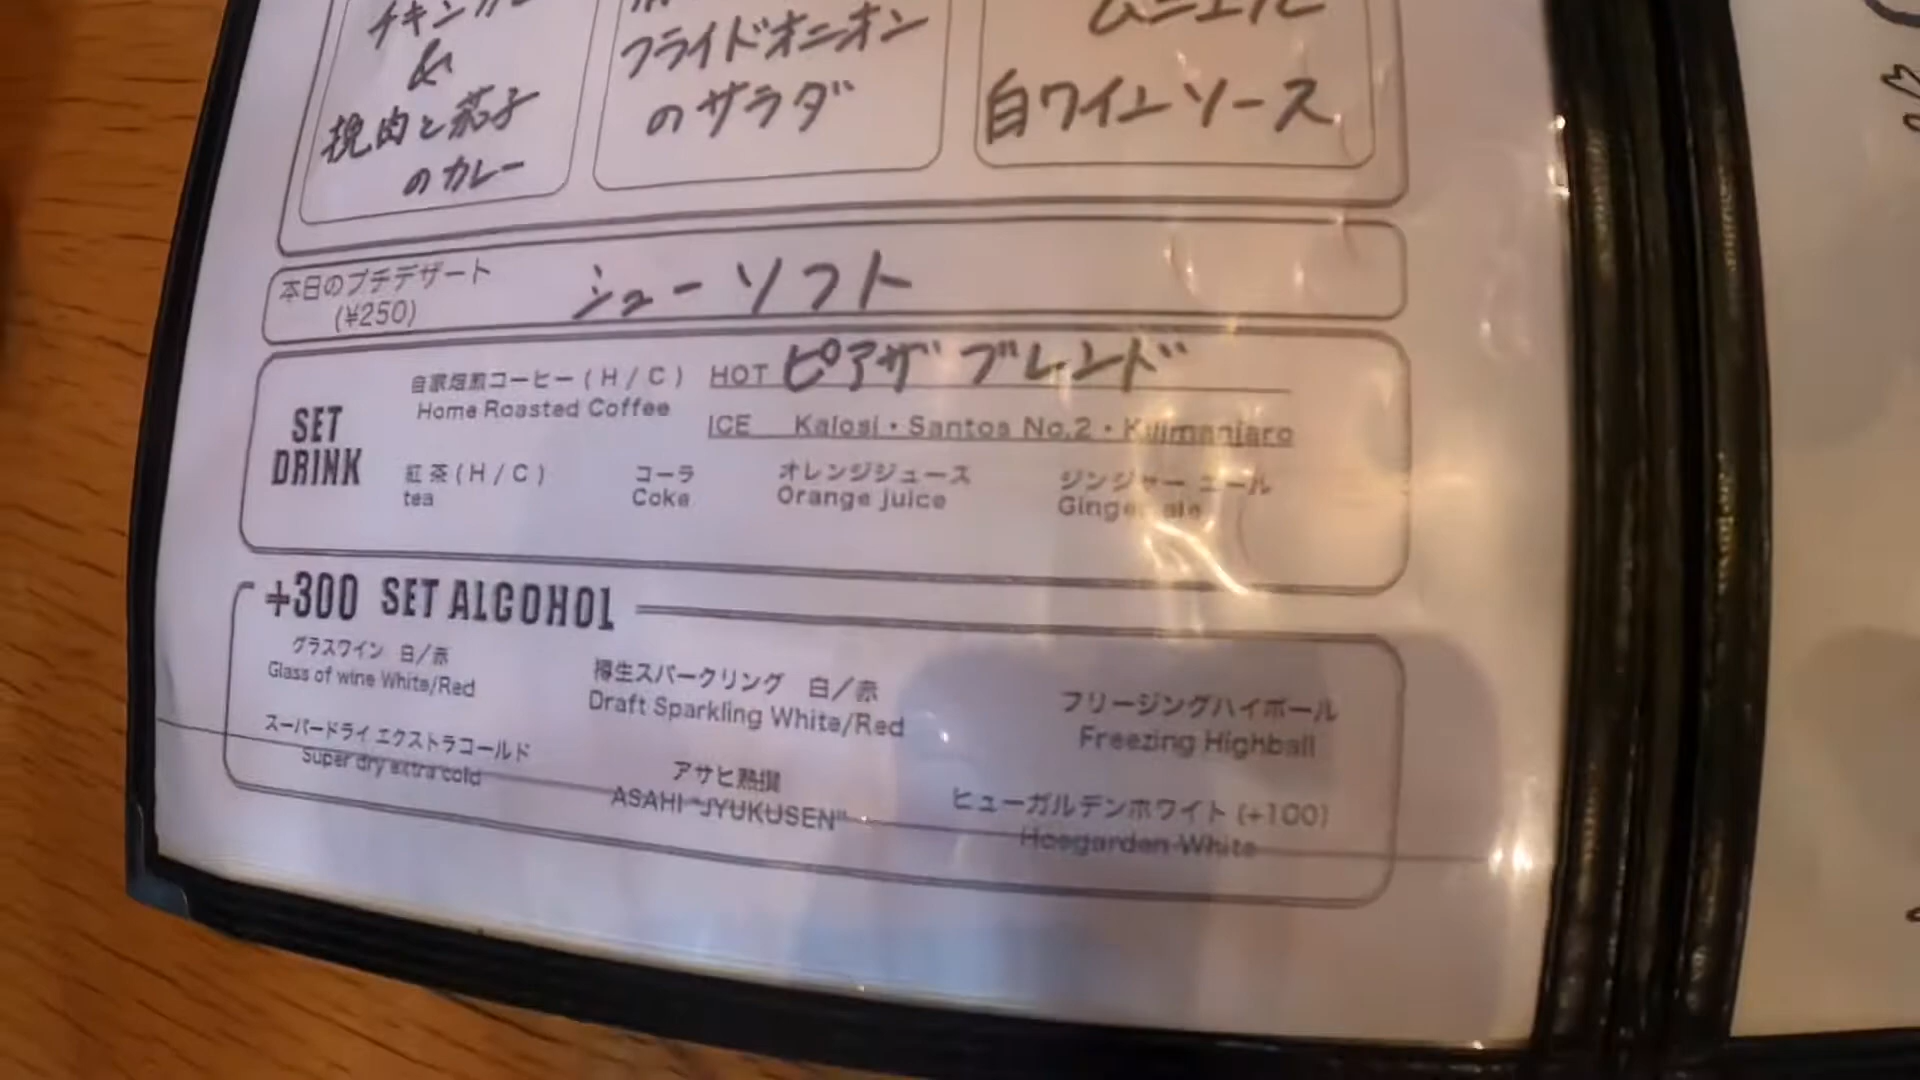 チキンカレー
&
挽肉と茄子
のカレー
フライドオニオン
のサラダ
ムニエル
白ワインソース
本日のプチデザート
(¥250)
シューソフト
SET
DRINK
自家焙煎コーヒー(H/C) HOT ピアザ ブレンド
Home Roasted Coffee
ICE Kalosi・Santos No.2・Kilimanjaro
紅茶(H/C) コーラ オレンジジュース ジンジャーエール
tea Coke Orange juice Ginger ale
+300 SET ALCOHOL
グラスワイン 白/赤 樽生スパークリング 白/赤 フリージングハイボール
Glass of wine White/Red Draft Sparkling White/Red Freezing Highball
スーパードライ エクストラコールド アサヒ熟撰 ヒューガルデンホワイト (+100)
Super dry extra cold ASAHI "JYUKUSEN" Hoegarden White